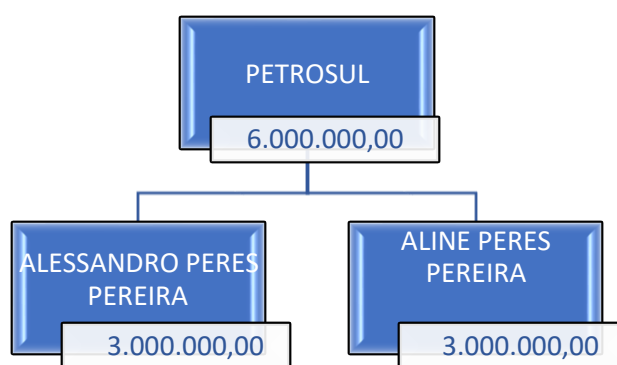 PETROSUL
6.000.000,00
ALESSANDRO PERES
PEREIRA
3.000.000,00
ALINE PERES
PEREIRA
3.000.000,00